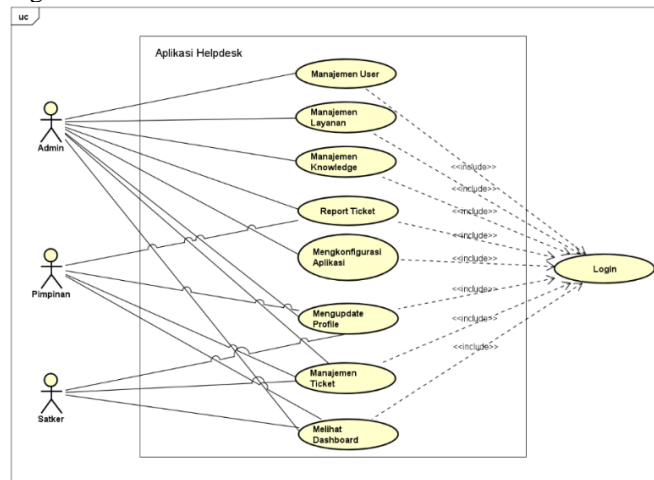 uc
Aplikasi Helpdesk
Manajemen User
Admin
Manajemen
Layanan
Manajemen
Knowledge
<<include>>
<<include>>
Report Ticket
<<include>>
<<include>>
Pimpinan
Mengkonfigurasi
Aplikasi
<<include>>
Login
Mengupdate
Profile
<<include>>
<<include>>
Satker
Manajemen
Ticket
<<include>>
Melihat
Dashboard